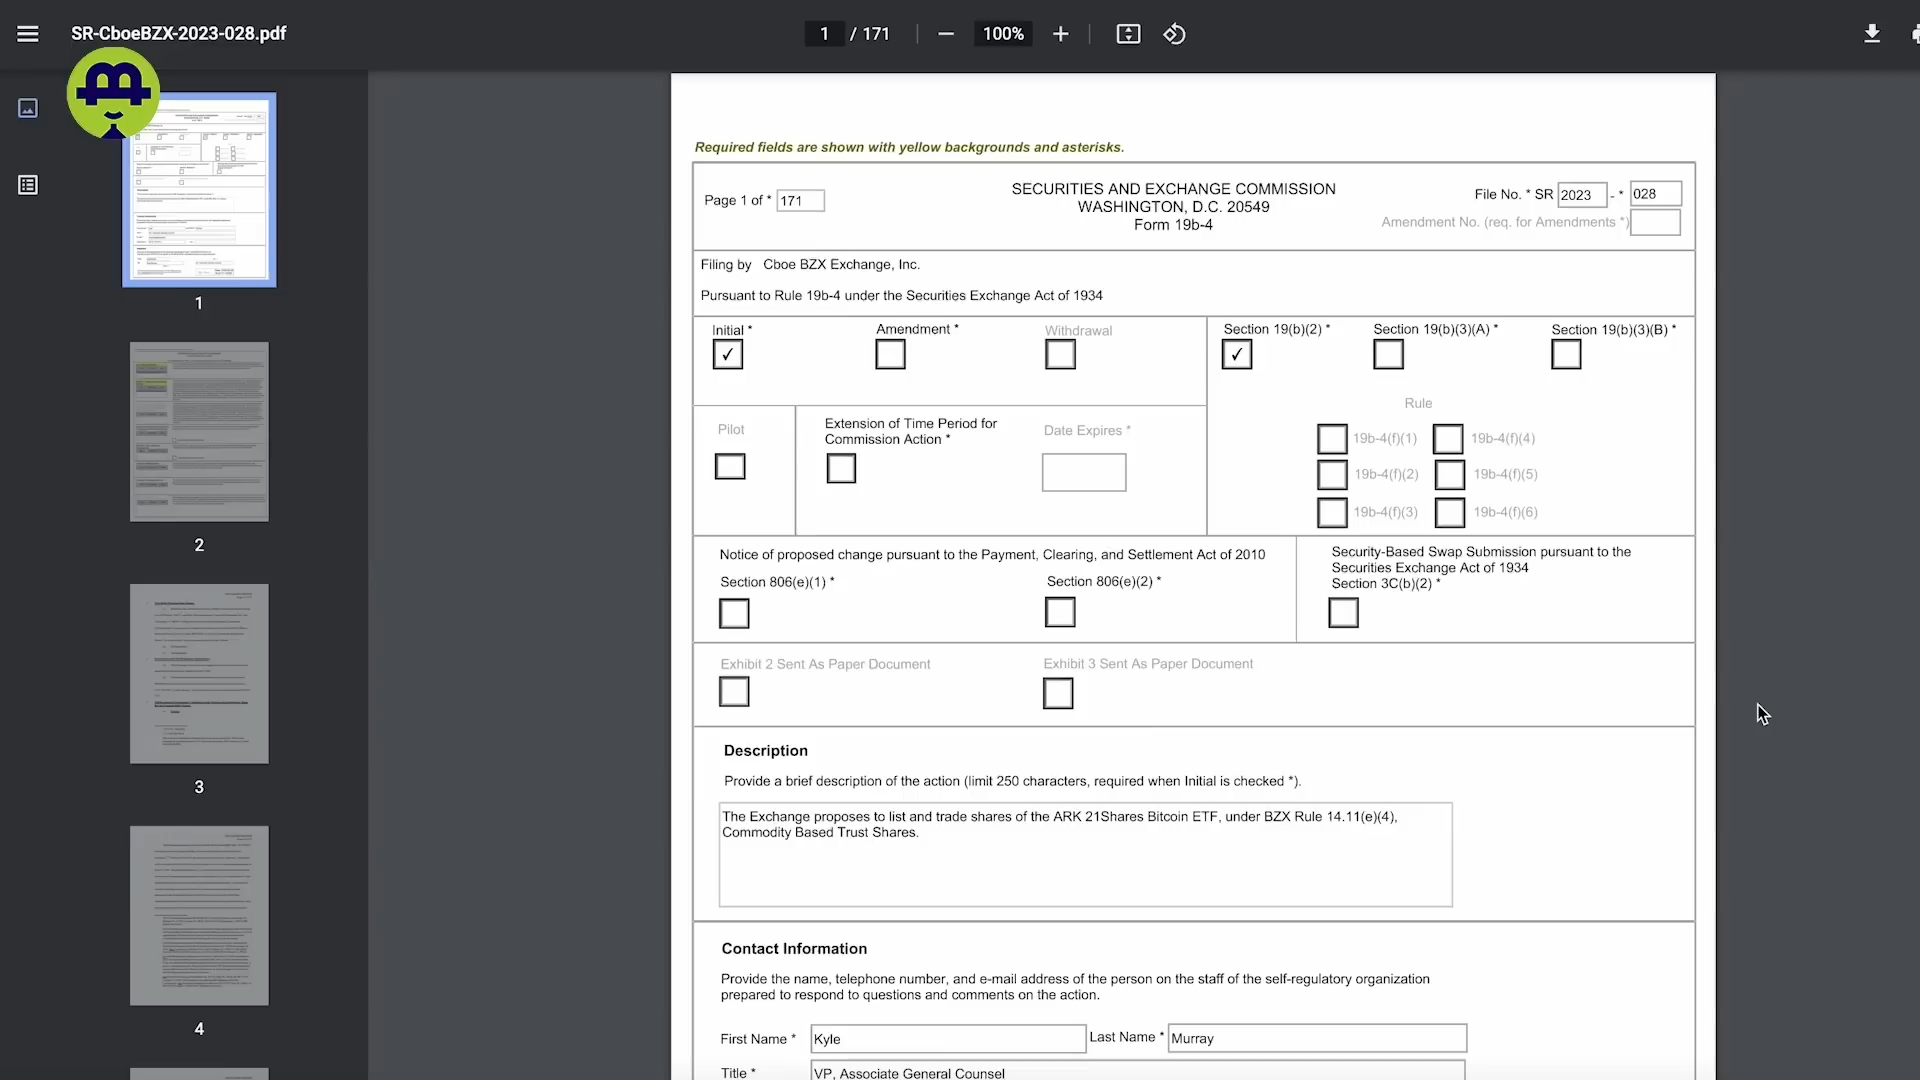 SR-CboeBZX-2023-028.pdf
1 / 171
100%
1
2
3
4
Required fields are shown with yellow backgrounds and asterisks.
Page 1 of * 171
SECURITIES AND EXCHANGE COMMISSION
WASHINGTON, D.C. 20549
Form 19b-4
File No. * SR 2023 - * 028
Amendment No. (req. for Amendments *)
Filing by Cboe BZX Exchange, Inc.
Pursuant to Rule 19b-4 under the Securities Exchange Act of 1934
Initial * Amendment * Withdrawal Section 19(b)(2) * Section 19(b)(3)(A) * Section 19(b)(3)(B) *
✓ ✓
Rule
Pilot Extension of Time Period for
Commission Action * Date Expires *
19b-4(f)(1) 19b-4(f)(4)
19b-4(f)(2) 19b-4(f)(5)
19b-4(f)(3) 19b-4(f)(6)
Notice of proposed change pursuant to the Payment, Clearing, and Settlement Act of 2010
Section 806(e)(1) * Section 806(e)(2) *
Security-Based Swap Submission pursuant to the
Securities Exchange Act of 1934
Section 3C(b)(2) *
Exhibit 2 Sent As Paper Document Exhibit 3 Sent As Paper Document
Description
Provide a brief description of the action (limit 250 characters, required when Initial is checked *).
The Exchange proposes to list and trade shares of the ARK 21Shares Bitcoin ETF, under BZX Rule 14.11(e)(4),
Commodity Based Trust Shares.
Contact Information
Provide the name, telephone number, and e-mail address of the person on the staff of the self-regulatory organization
prepared to respond to questions and comments on the action.
First Name * Kyle Last Name * Murray
Title * VP, Associate General Counsel